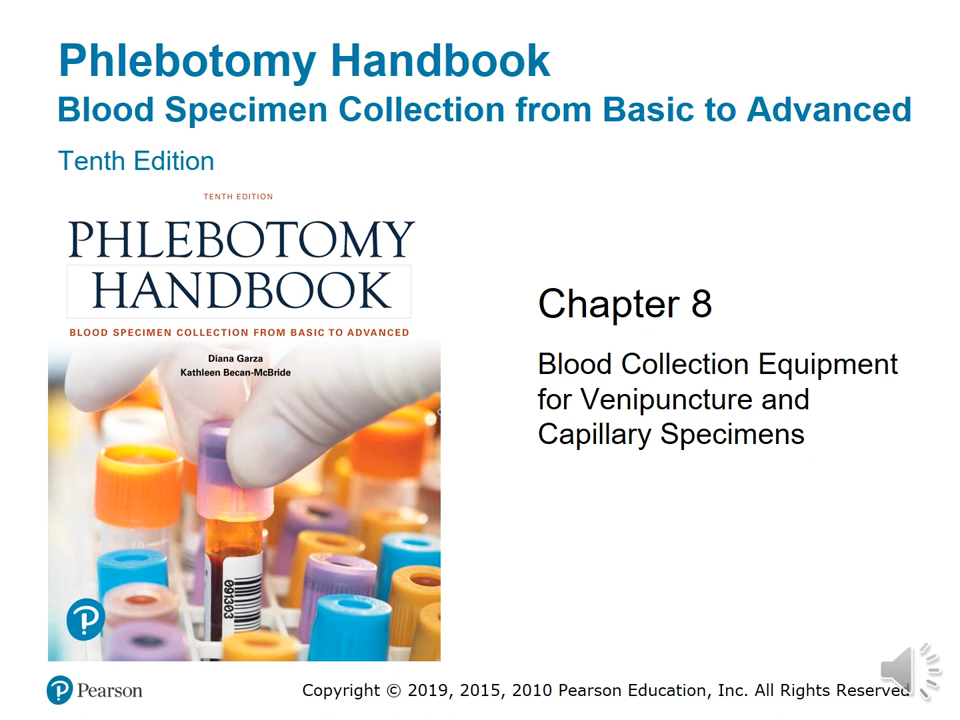 Phlebotomy Handbook
Blood Specimen Collection from Basic to Advanced
Tenth Edition
TENTH EDITION
PHLEBOTOMY
HANDBOOK
BLOOD SPECIMEN COLLECTION FROM BASIC TO ADVANCED
Diana Garza
Kathleen Becan-McBride
091303
P
Chapter 8
Blood Collection Equipment
for Venipuncture and
Capillary Specimens
P Pearson
Copyright © 2019, 2015, 2010 Pearson Education, Inc. All Rights Reserved